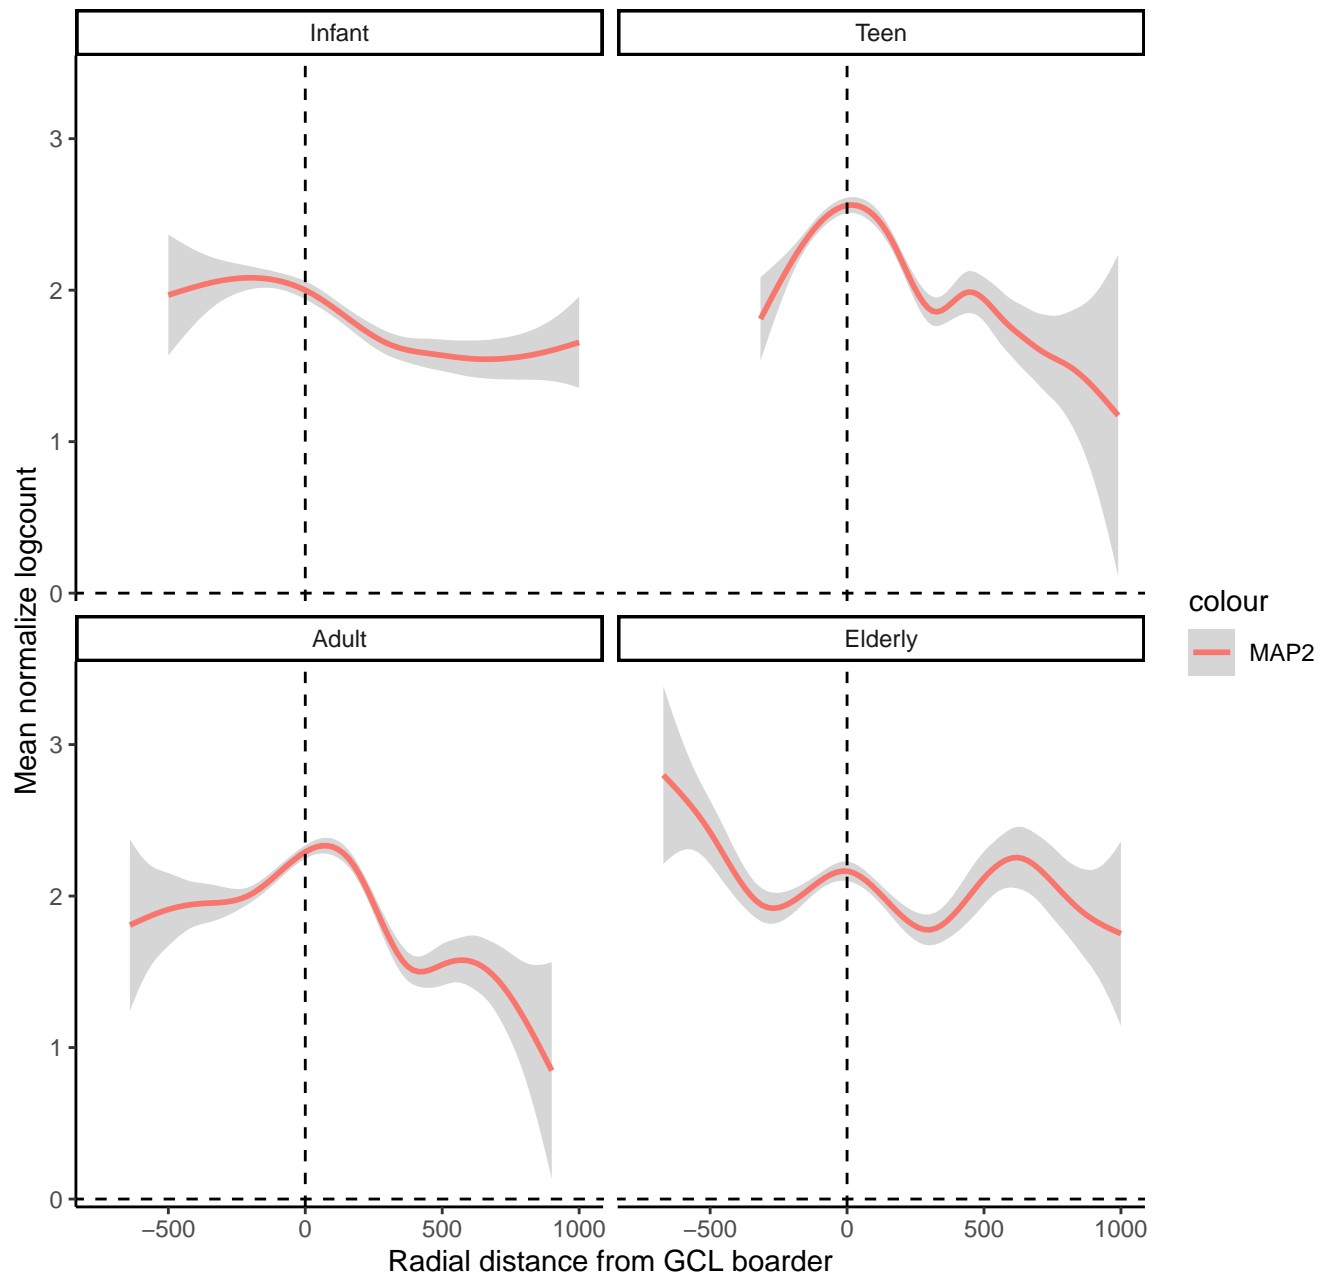 Infant
Teen
3
2
1
0
Mean normalize logcount
Adult
Elderly
3
2
1
0
−500
0
500
1000
−500
0
500
1000
Radial distance from GCL boarder
colour
MAP2